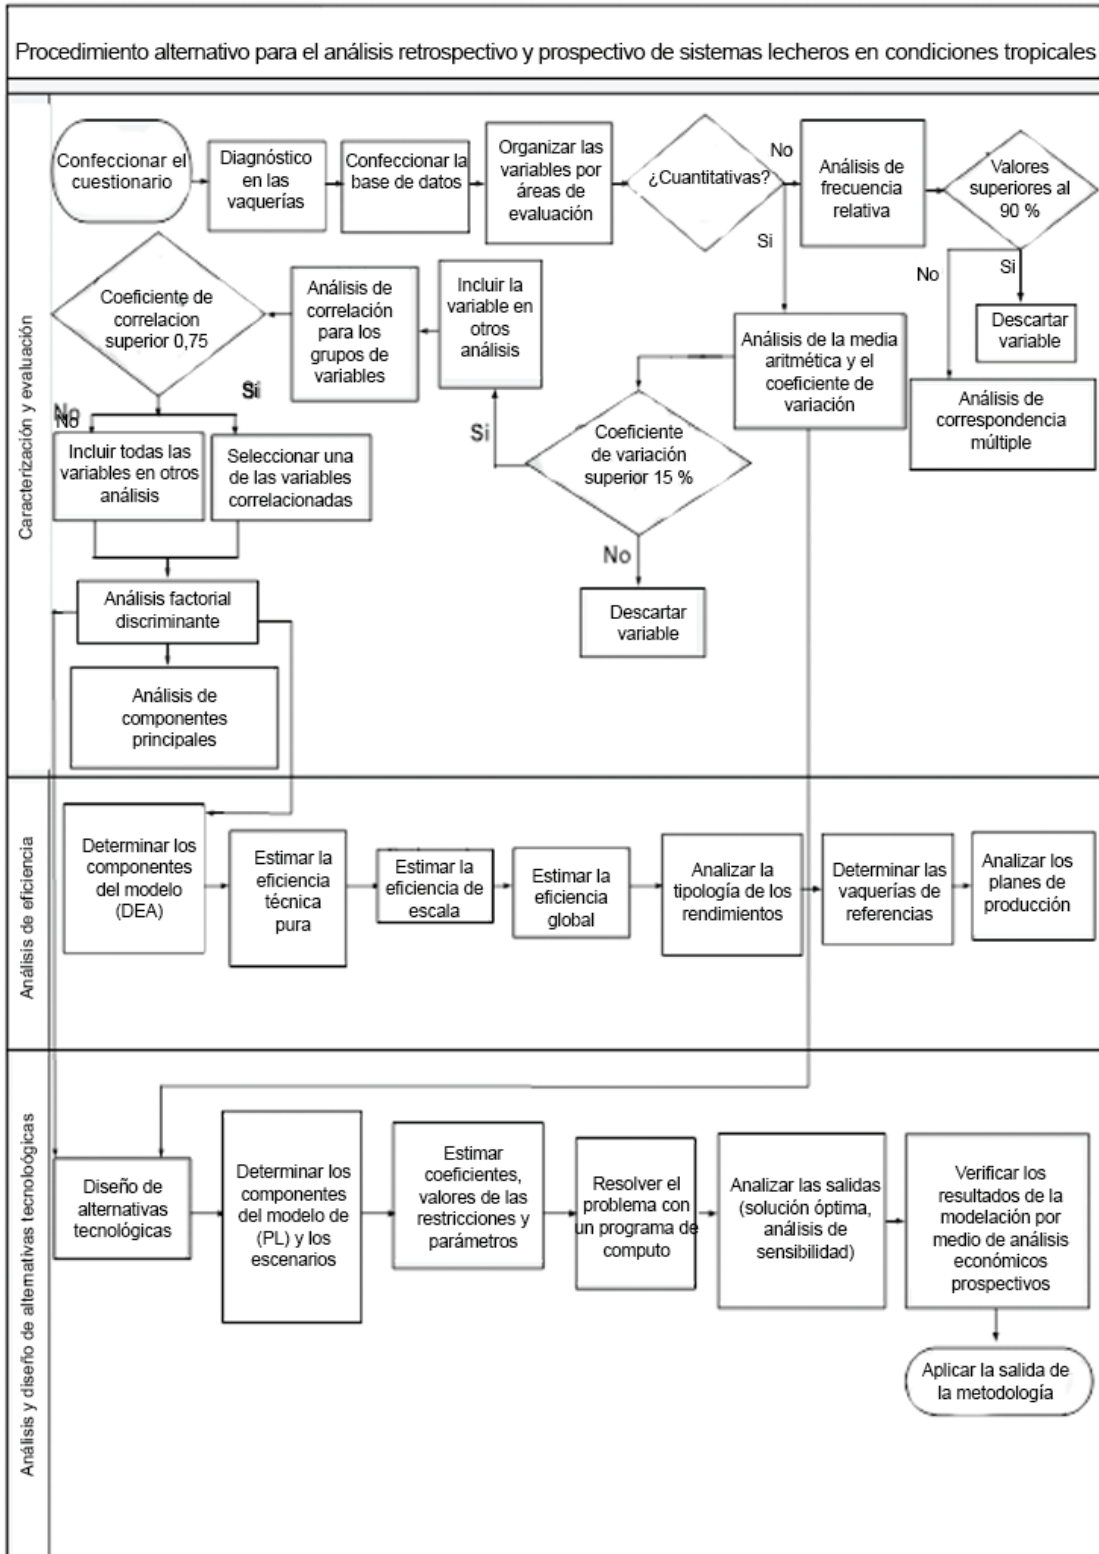 Procedimiento alternativo para el análisis retrospectivo y prospectivo de sistemas lecheros en condiciones tropicales
Caracterización y evaluación
Confeccionar el
cuestionario
Diagnóstico
en las
vaquerías
Confeccionar la
base de datos
Organizar las
variables por
áreas de
evaluación
¿Cuantitativas?
No
Si
Análisis de
frecuencia
relativa
Valores
superiores al
90 %
No
Si
Descartar
variable
Análisis de
correspondencia
múltiple
Análisis de la media
aritmética y el
coeficiente de
variación
Coeficiente
de variación
superior 15 %
Si
No
Descartar
variable
Incluir la
variable en
otros
análisis
Análisis de
correlación
para los
grupos de
variables
Coeficiente de
correlacion
superior 0,75
No
No
Si
Incluir todas las
variables en otros
análisis
Seleccionar una
de las variables
correlacionadas
Análisis factorial
discriminante
Análisis de
componentes
principales
Análisis de eficiencia
Determinar los
componentes
del modelo
(DEA)
Estimar la
eficiencia
técnica
pura
Estimar la
eficiencia de
escala
Estimar la
eficiencia
global
Analizar la
tipología de los
rendimientos
Determinar las
vaquerías de
referencias
Analizar los
planes de
producción
Análisis y diseño de alternativas tecnoloógicas
Diseño de
alternativas
tecnológicas
Determinar los
componentes
del modelo de
(PL) y los
escenarios
Estimar
coeficientes,
valores de las
restricciones y
parámetros
Resolver el
problema con
un programa de
computo
Analizar las salidas
(solución óptima,
análisis de
sensibilidad)
Verificar los
resultados de la
modelación por
medio de análisis
económicos
prospectivos
Aplicar la salida de
la metodología